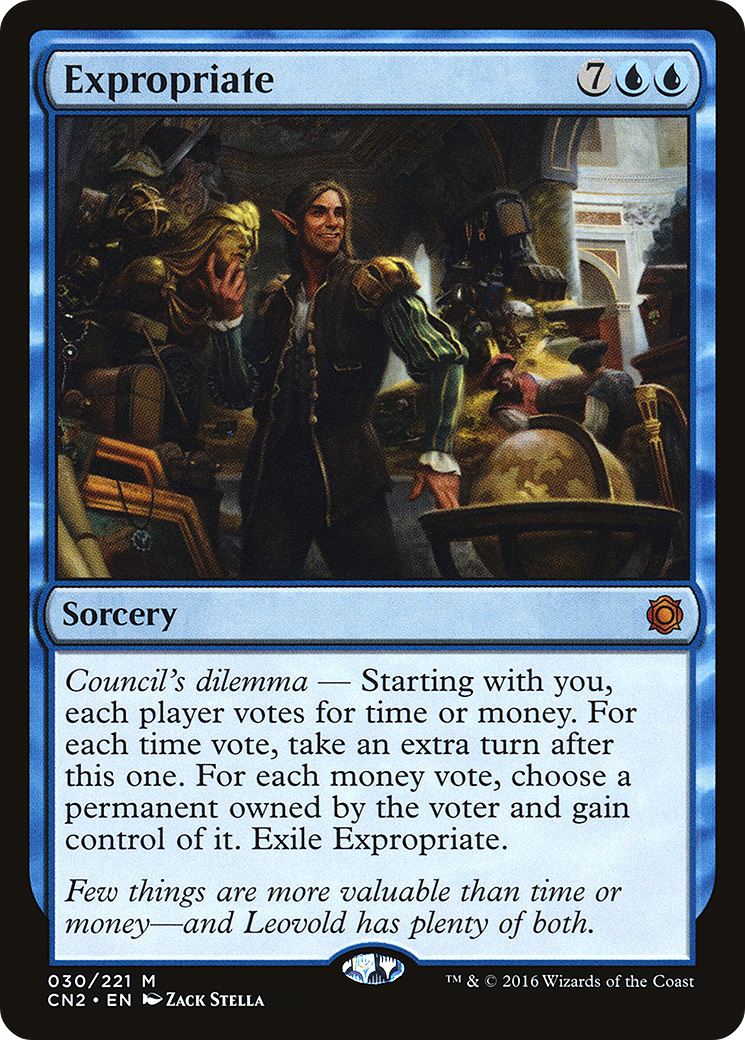 Expropriate 7
Sorcery
Council's dilemma — Starting with you,
each player votes for time or money. For
each time vote, take an extra turn after
this one. For each money vote, choose a
permanent owned by the voter and gain
control of it. Exile Expropriate.
Few things are more valuable than time or
money—and Leovold has plenty of both.
030/221 M
CN2 • EN Zack Stella
™ & © 2016 Wizards of the Coast